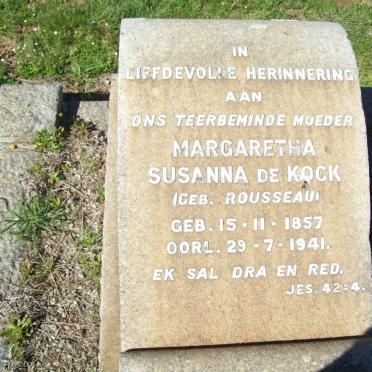 IN
LIEFDEVOLLE HERINNERING
AAN
ONS TEERBEMINDE MOEDER
MARGARETHA
SUSANNA DE KOCK
(GEB. ROUSSEAU)
GEB. 15-11-1857
OORL. 29-7-1941.
EK SAL DRA EN RED.
JES. 42:4.